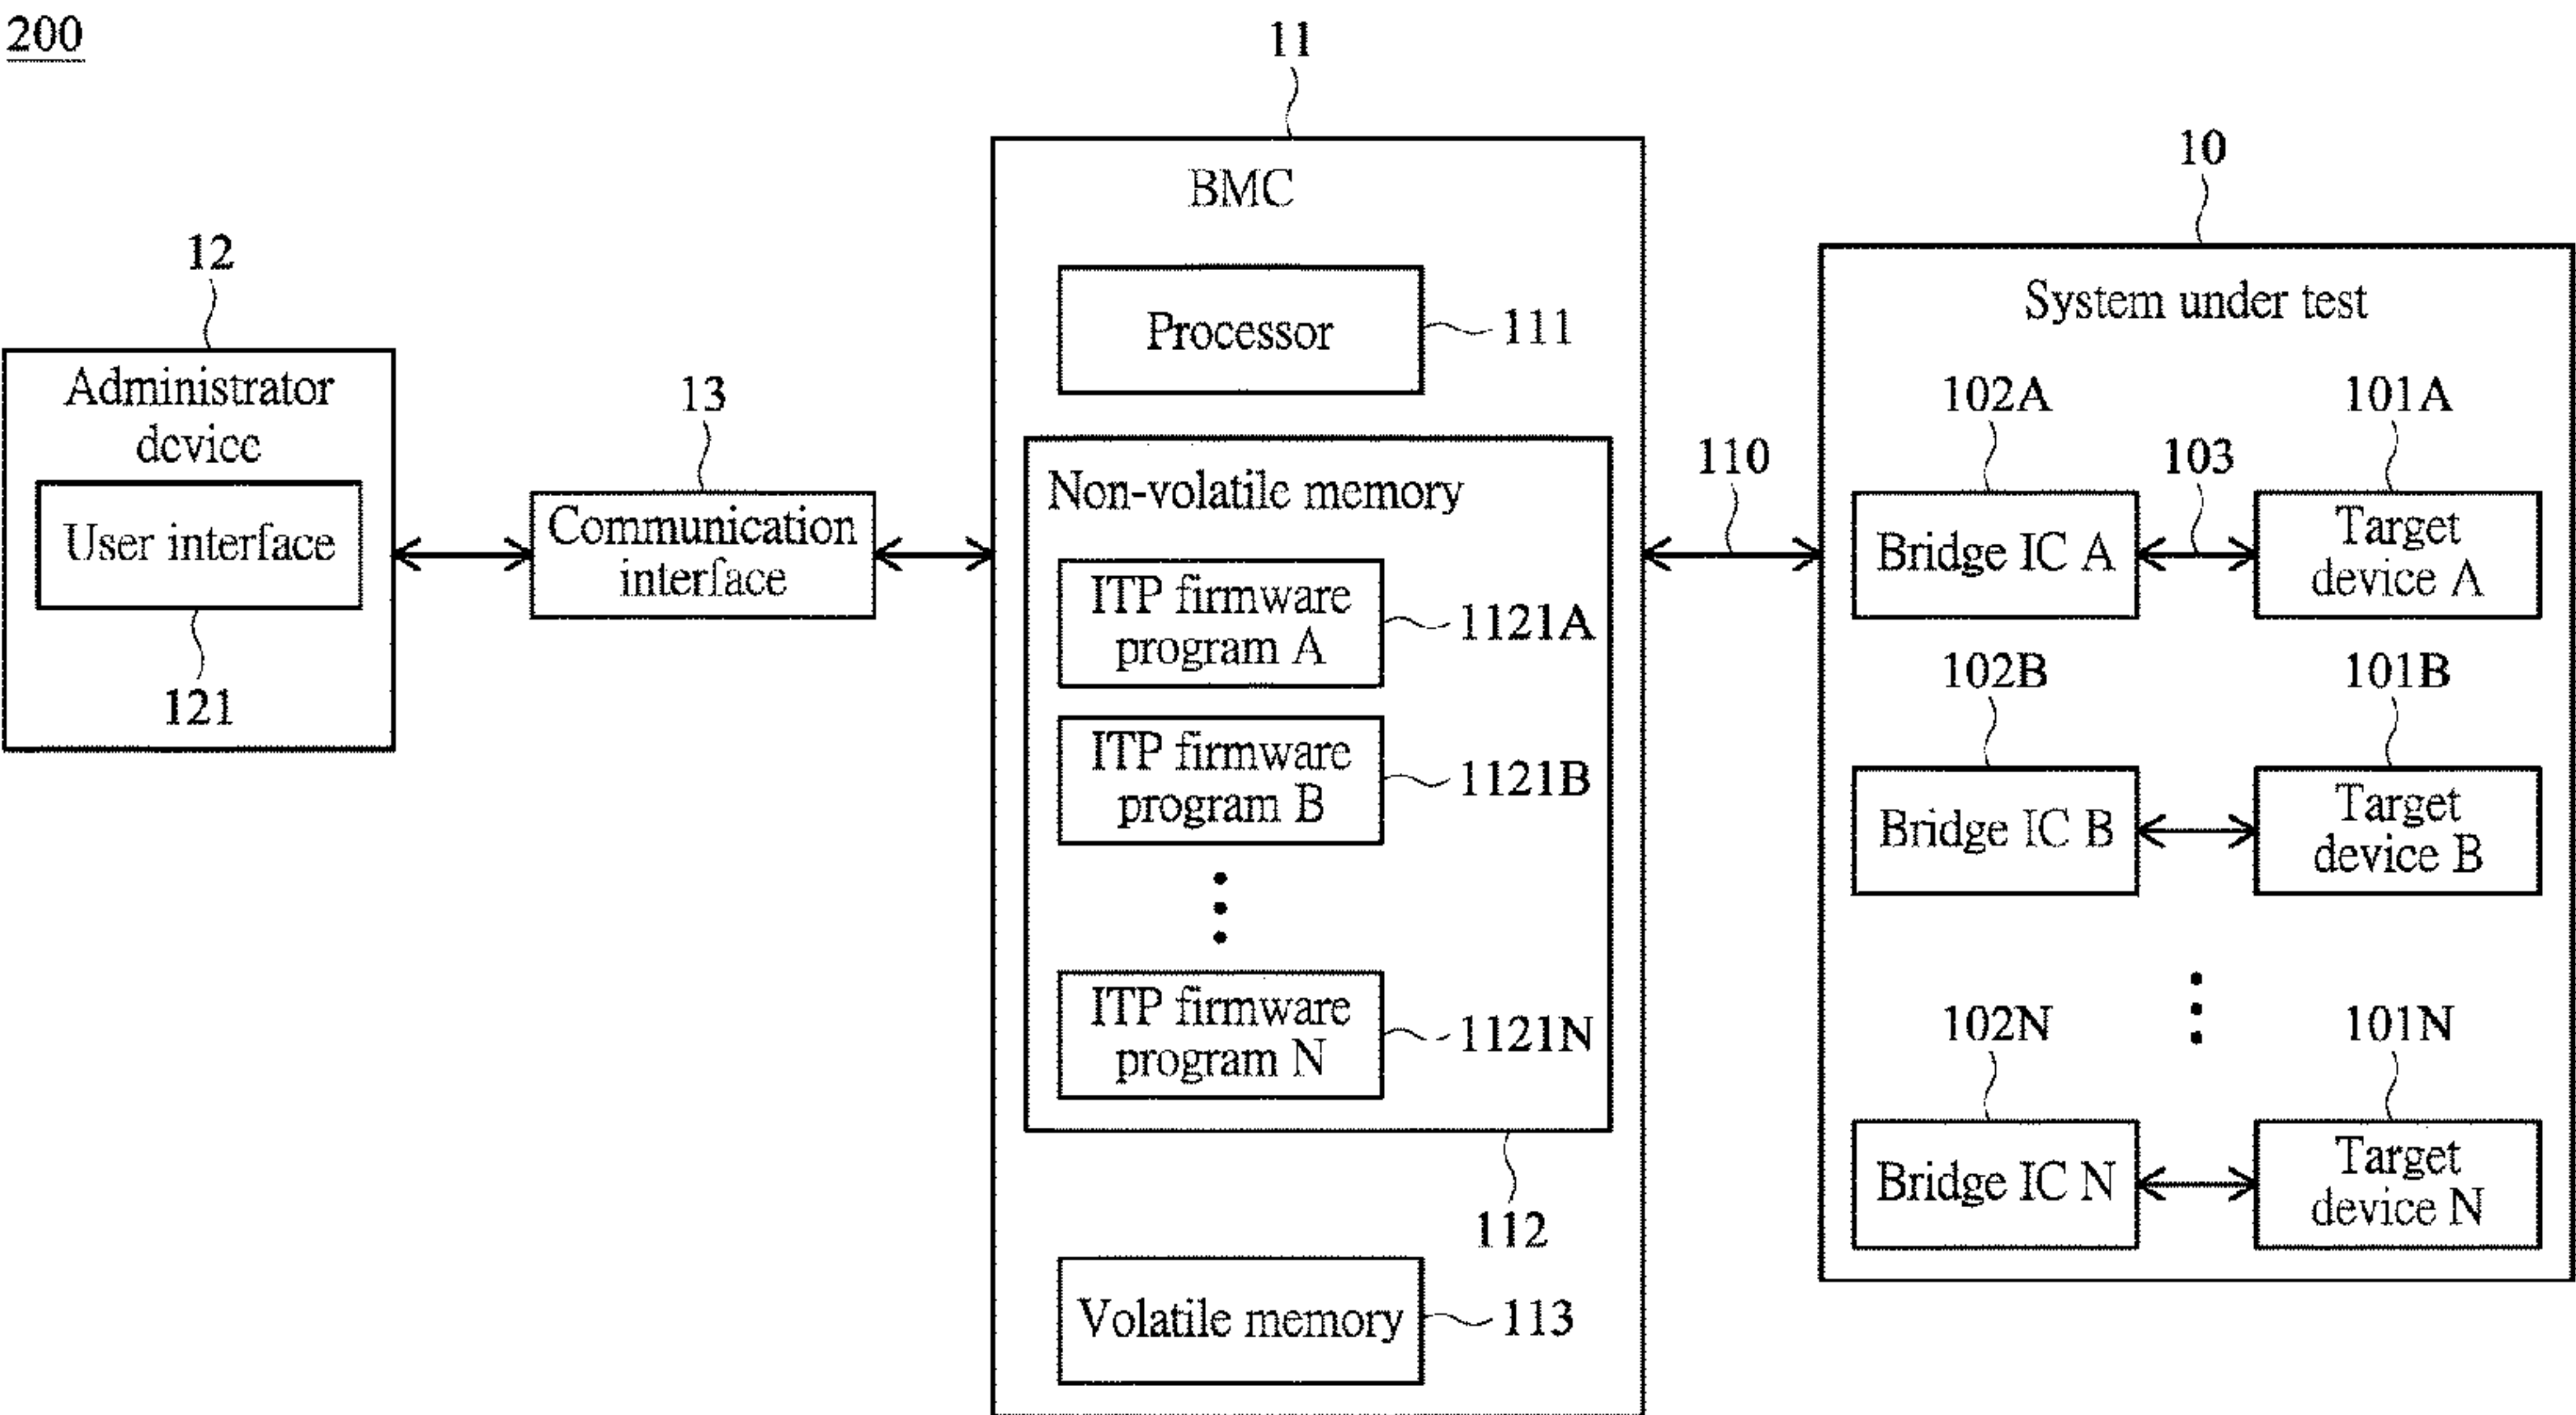 200
12
Administrator
device
User interface
121
13
Communication
interface
11
BMC
Processor
111
Non-volatile memory
ITP firmware
program A
1121A
ITP firmware
program B
1121B
ITP firmware
program N
1121N
112
Volatile memory
113
110
10
System under test
102A
101A
103
Bridge IC A
Target
device A
102B
101B
Bridge IC B
Target
device B
102N
101N
Bridge IC N
Target
device N